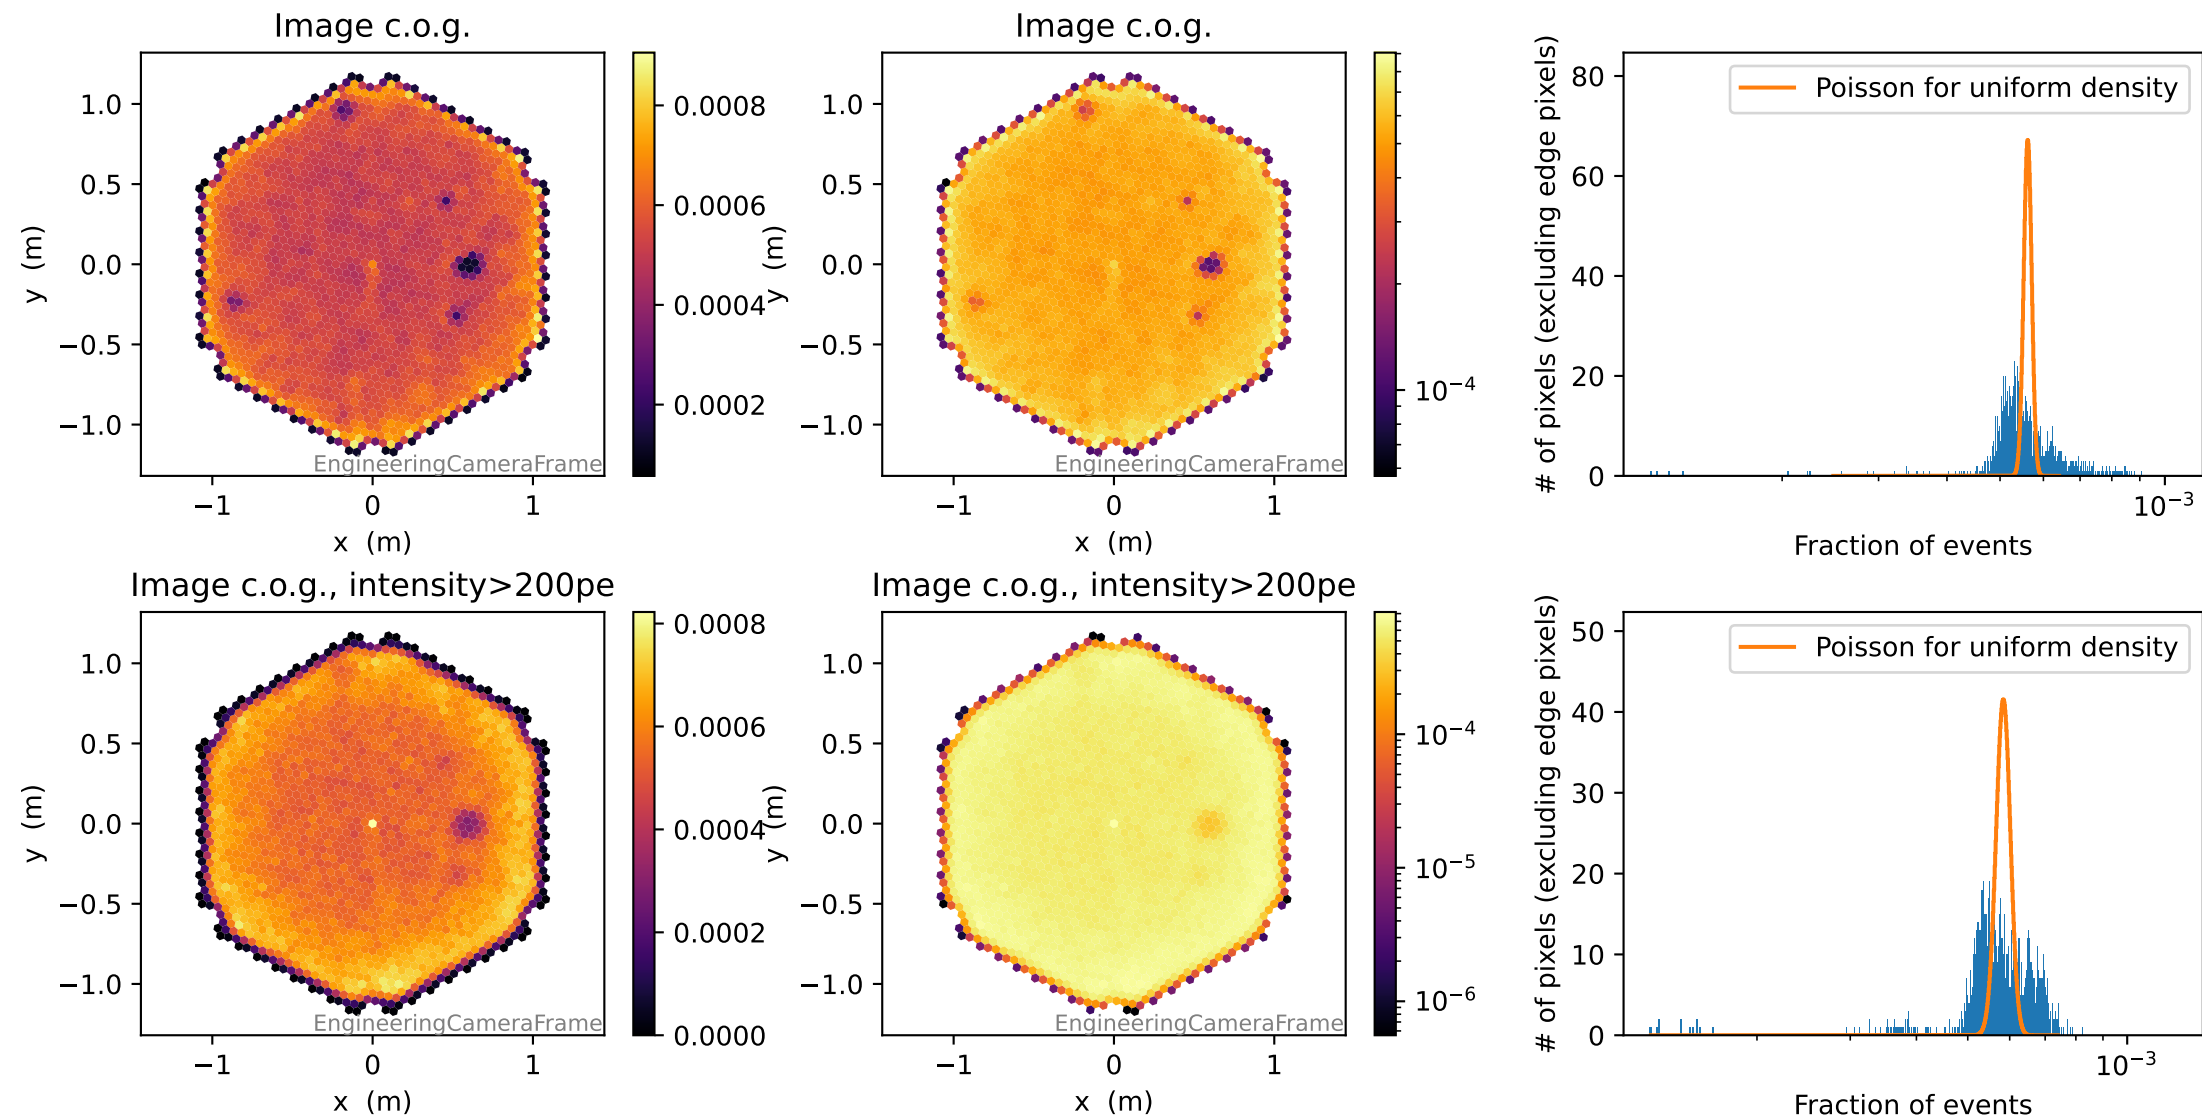 Image c.o.g.
1.0
0.5
0.0
−0.5
−1.0
y (m)
−1 0 1
x (m)
EngineeringCameraFrame
0.0008
0.0006
0.0004
0.0002
Image c.o.g.
1.0
0.5
0.0
−0.5
−1.0
y (m)
−1 0 1
x (m)
EngineeringCameraFrame
10⁻⁴
# of pixels (excluding edge pixels)
80
60
40
20
0
Poisson for uniform density
10⁻³
Fraction of events
Image c.o.g., intensity>200pe
1.0
0.5
0.0
−0.5
−1.0
y (m)
−1 0 1
x (m)
EngineeringCameraFrame
0.0008
0.0006
0.0004
0.0002
0.0000
Image c.o.g., intensity>200pe
1.0
0.5
0.0
−0.5
−1.0
y (m)
−1 0 1
x (m)
EngineeringCameraFrame
10⁻⁴
10⁻⁵
10⁻⁶
# of pixels (excluding edge pixels)
50
40
30
20
10
0
Poisson for uniform density
10⁻³
Fraction of events